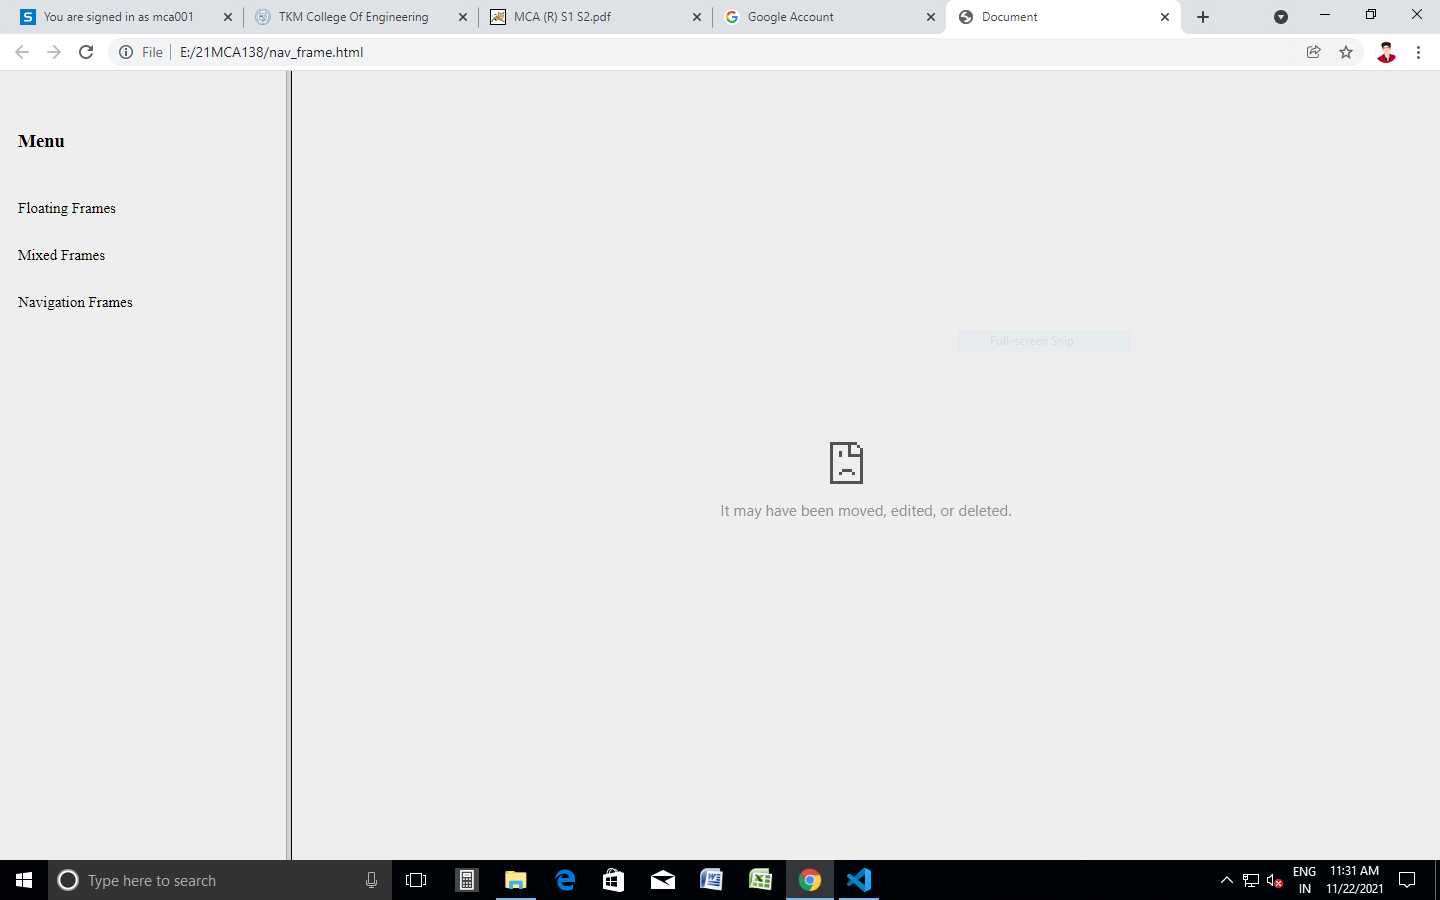 You are signed in as mca001
TKM College Of Engineering
MCA (R) S1 S2.pdf
Google Account
Document
File
E:/21MCA138/nav_frame.html
Menu
Floating Frames
Mixed Frames
Navigation Frames
Full-screen Snip
It may have been moved, edited, or deleted.
Type here to search
ENG
IN
11:31 AM
11/22/2021